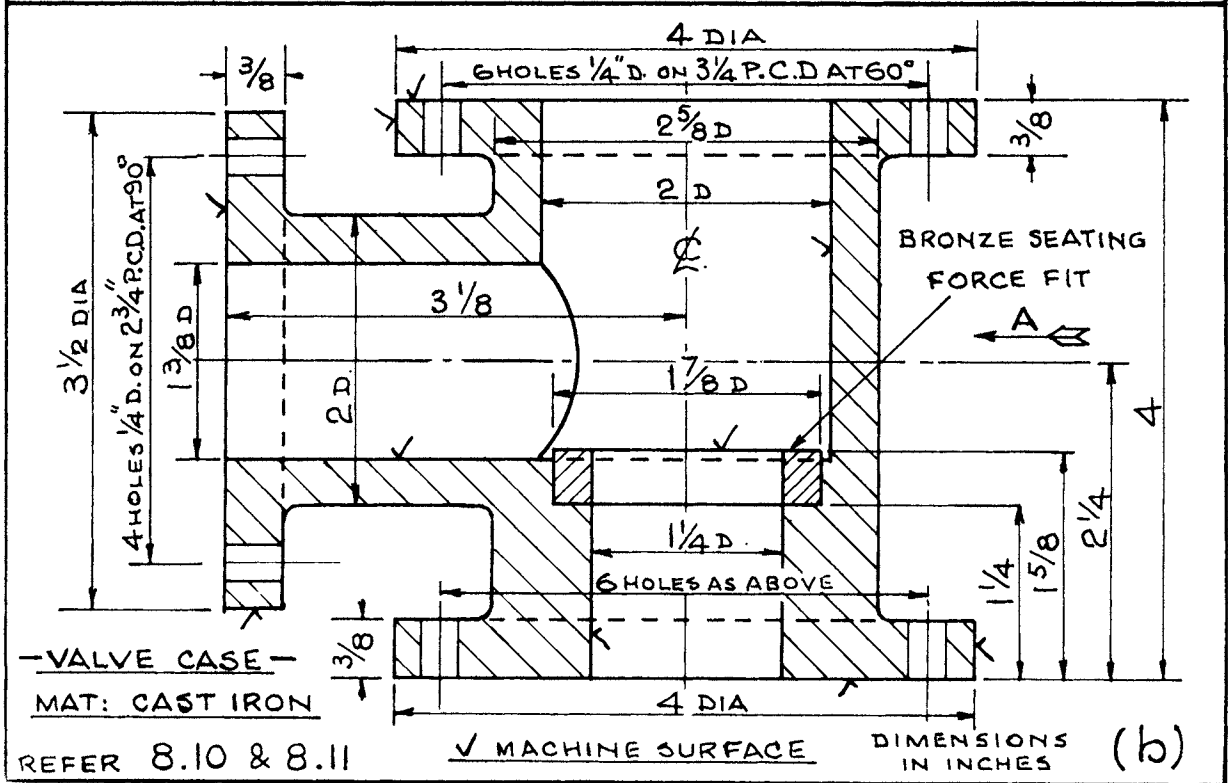 4 DIA
3/8
6 HOLES 1/4" D. ON 3 1/4 P.C.D AT 60°
2 5/8 D
3/8
2 D
℄
BRONZE SEATING
FORCE FIT
A
3 1/8
3 1/2 DIA
4 HOLES 1/4" D. ON 2 3/4" P.C.D. AT 90°
1 3/8 D
2 D.
1 7/8 D
4
2 1/4
1 5/8
1 1/4
1 1/4 D.
6 HOLES AS ABOVE
3/8
4 DIA
-VALVE CASE-
MAT: CAST IRON
REFER 8.10 & 8.11
√ MACHINE SURFACE
DIMENSIONS
IN INCHES
(b)